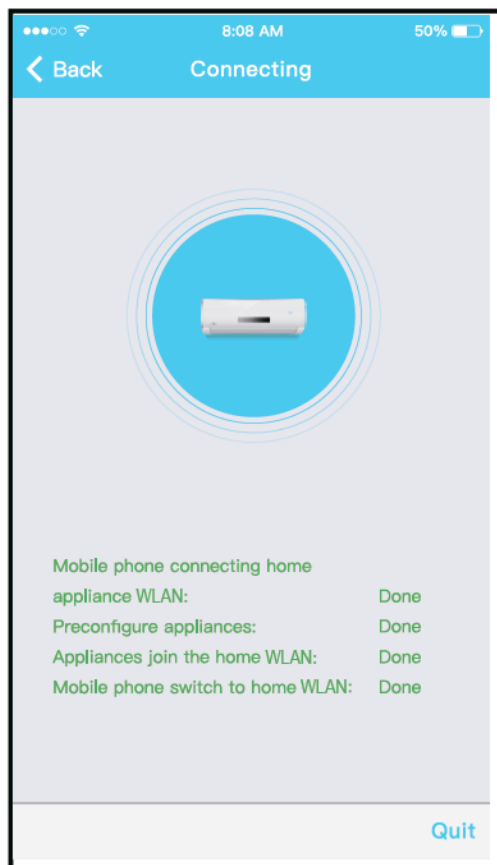 8:08 AM
50%
Back
Connecting
Mobile phone connecting home
appliance WLAN: Done
Preconfigure appliances: Done
Appliances join the home WLAN: Done
Mobile phone switch to home WLAN: Done
Quit